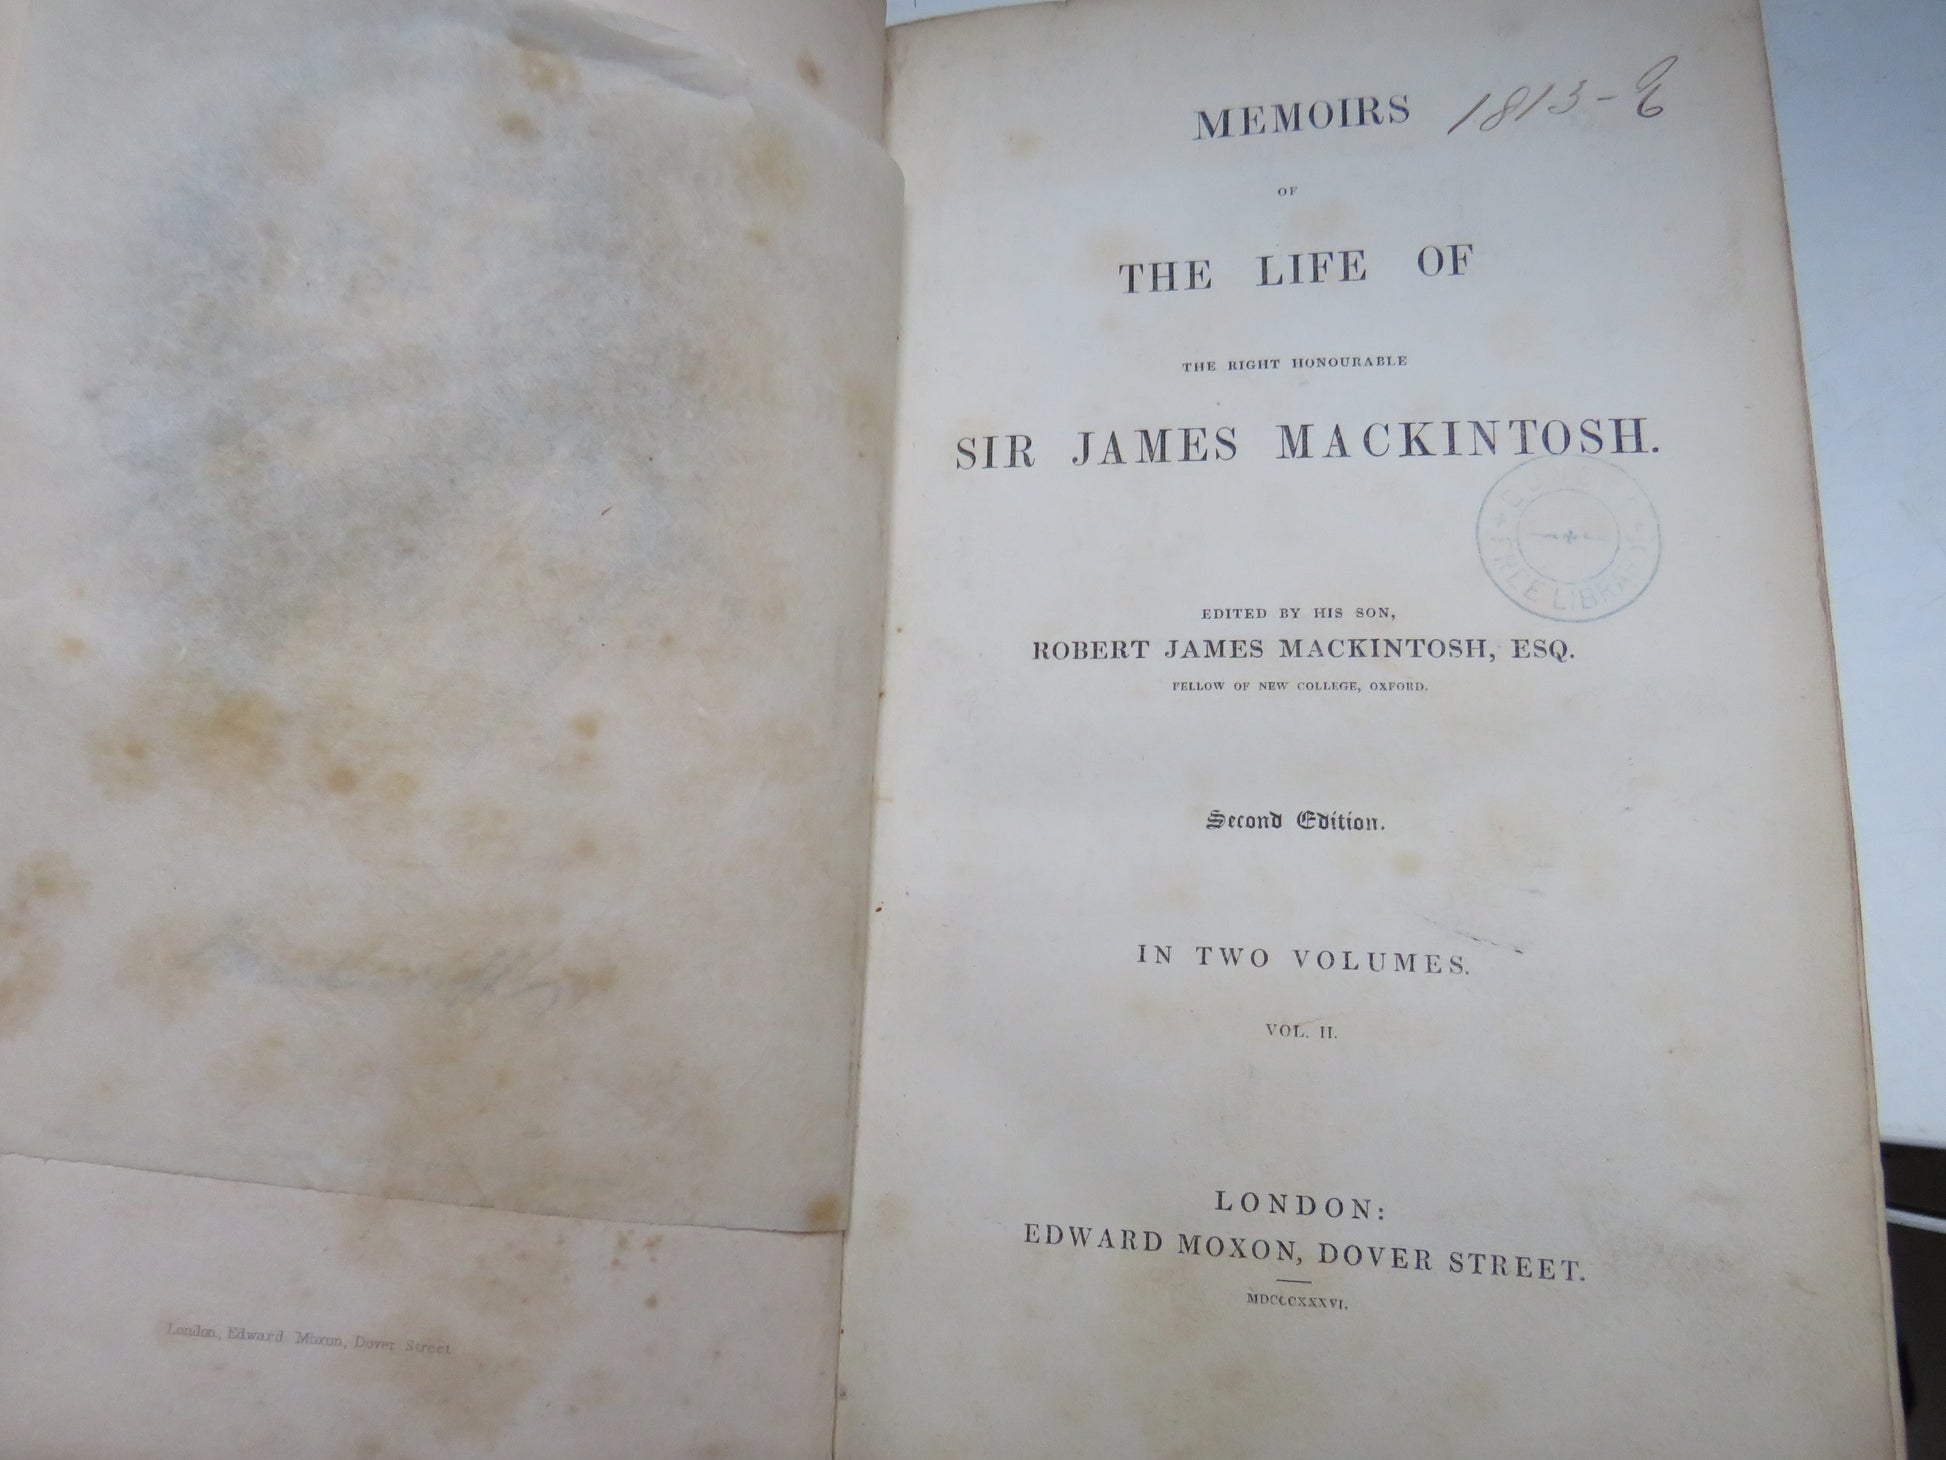 London, Edward Moxon, Dover Street
MEMOIRS
1813-
OF
THE LIFE OF
THE RIGHT HONOURABLE
SIR JAMES MACKINTOSH.
FREE LIBRARY
EDITED BY HIS SON,
ROBERT JAMES MACKINTOSH, ESQ.
FELLOW OF NEW COLLEGE, OXFORD.
Second Edition.
IN TWO VOLUMES.
VOL. II.
LONDON:
EDWARD MOXON, DOVER STREET.
MDCCCXXXVI.